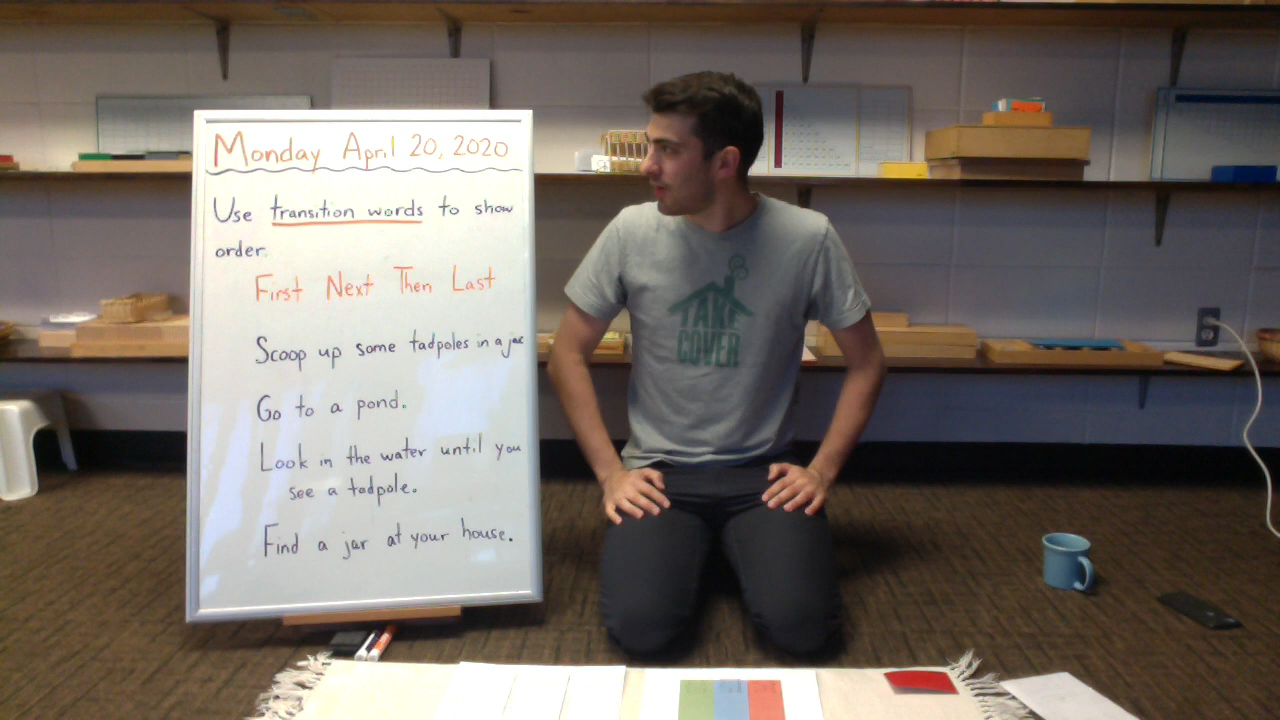 Monday April 20, 2020
Use transition words to show
order.
First Next Then Last
Scoop up some tadpoles in a jar
Go to a pond.
Look in the water until you
see a tadpole.
Find a jar at your house.
TAKE
COVER